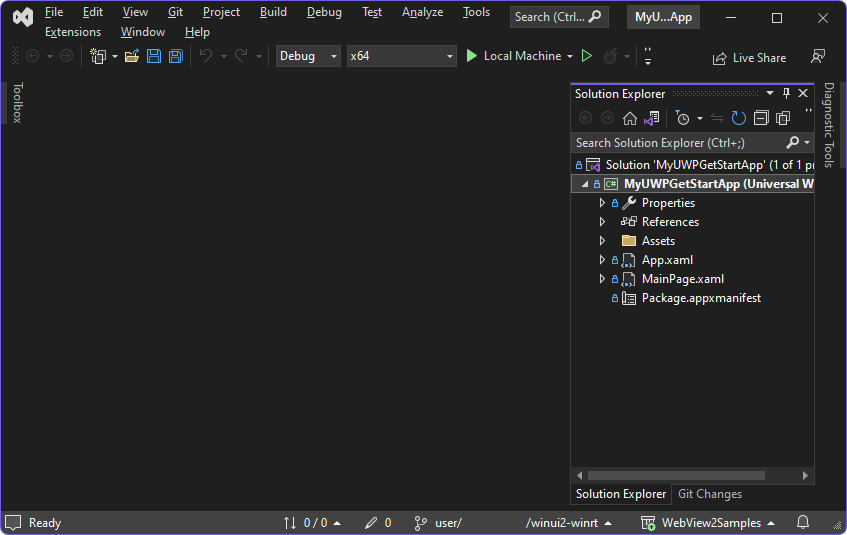 File Edit View Git Project Build Debug Test Analyze Tools Search (Ctrl... MyU...App
Extensions Window Help
Debug x64 Local Machine Live Share
Toolbox
Solution Explorer
Diagnostic Tools
Search Solution Explorer (Ctrl+;)
Solution 'MyUWPGetStartApp' (1 of 1 pr
C# MyUWPGetStartApp (Universal W
Properties
References
Assets
App.xaml
MainPage.xaml
Package.appxmanifest
Solution Explorer Git Changes
Ready 0 / 0 0 user/ /winui2-winrt WebView2Samples